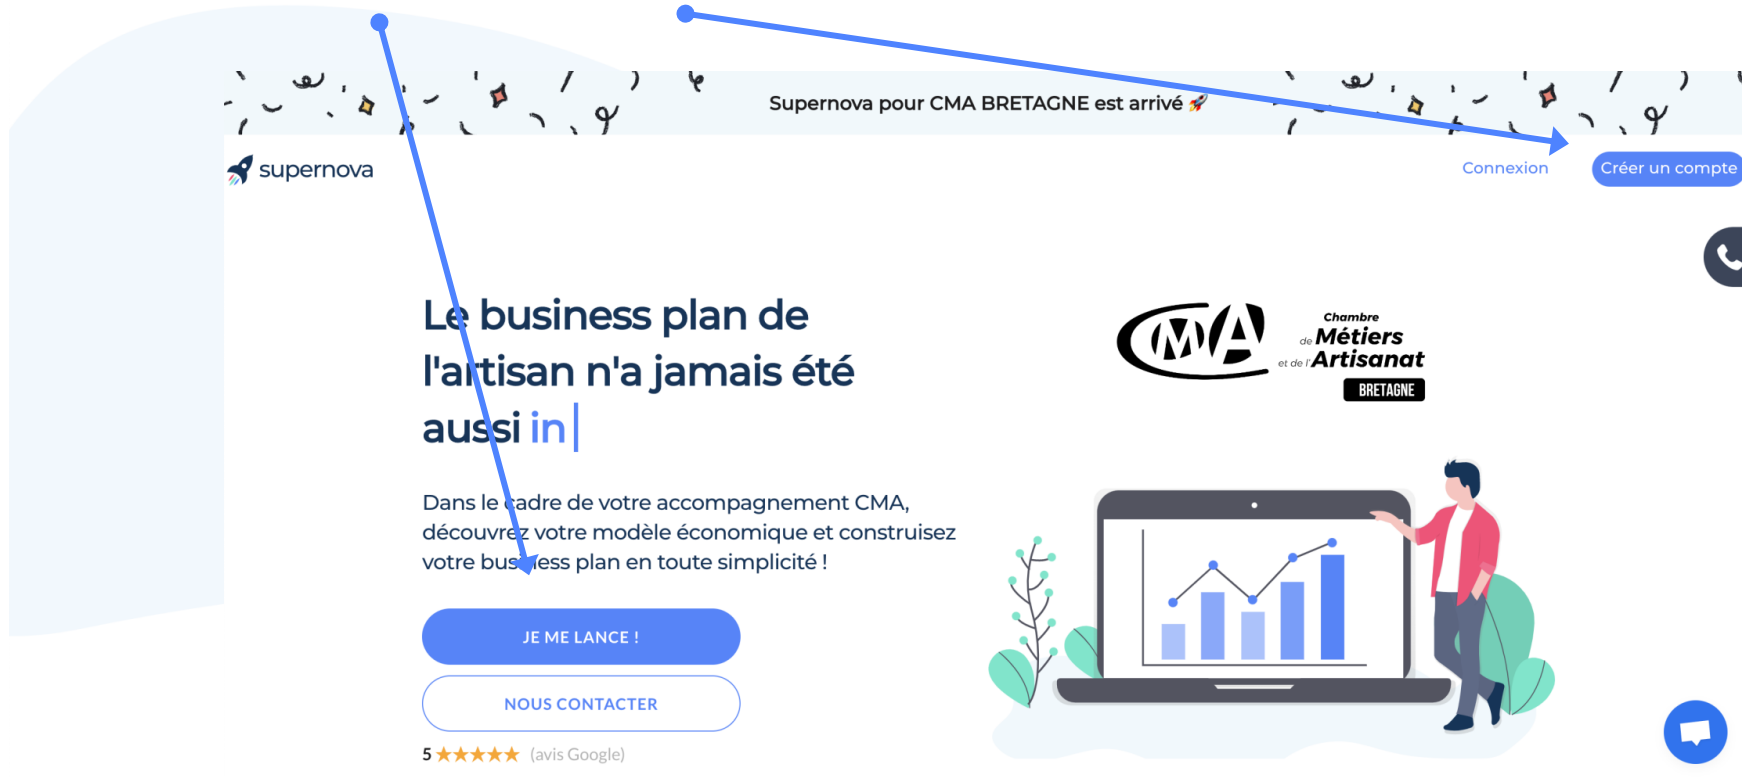 Supernova pour CMA BRETAGNE est arrivé 🚀
supernova
Connexion
Créer un compte
Le business plan de
l'artisan n'a jamais été
aussi in|
CMA
Chambre
de Métiers
et de l'Artisanat
BRETAGNE
Dans le cadre de votre accompagnement CMA,
découvrez votre modèle économique et construisez
votre business plan en toute simplicité !
JE ME LANCE !
NOUS CONTACTER
5 ★★★★★ (avis Google)